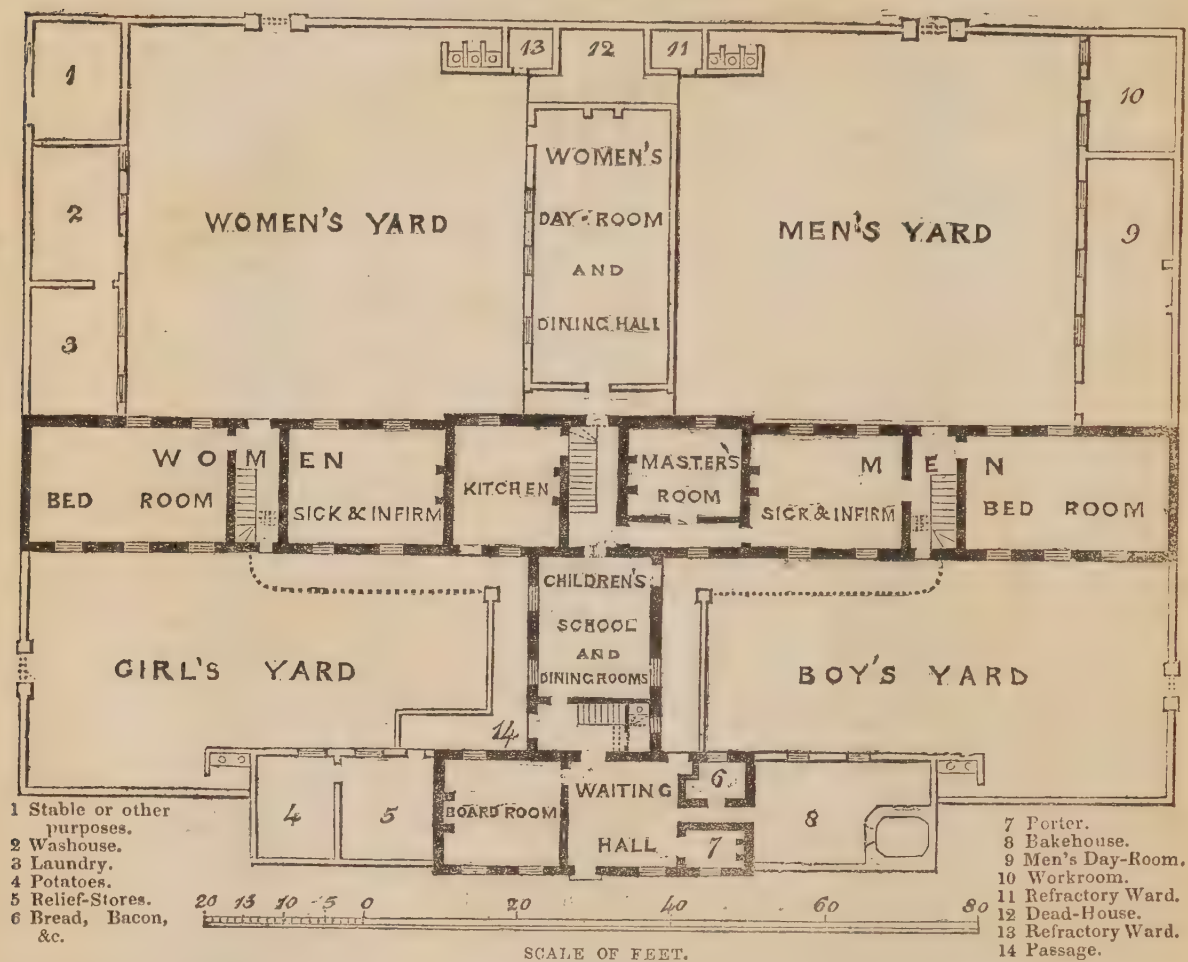 13
12
11
1
10
WOMEN'S
DAY-ROOM
AND
DINING HALL
2
WOMEN'S YARD
MEN'S YARD
9
3
WOMEN
MEN
BED ROOM
SICK & INFIRM
KITCHEN
MASTER'S
ROOM
SICK & INFIRM
BED ROOM
CHILDREN'S
SCHOOL
AND
DINING ROOMS
GIRL'S YARD
BOY'S YARD
14
4
5
BOARD ROOM
WAITING
HALL
6
7
8
1 Stable or other
purposes.
2 Washouse.
3 Laundry.
4 Potatoes.
5 Relief-Stores.
6 Bread, Bacon,
&c.
7 Porter.
8 Bakehouse.
9 Men's Day-Room.
10 Workroom.
11 Refractory Ward.
12 Dead-House.
13 Refractory Ward.
14 Passage.
20 15 10 5 0 20 40 60 80
SCALE OF FEET.